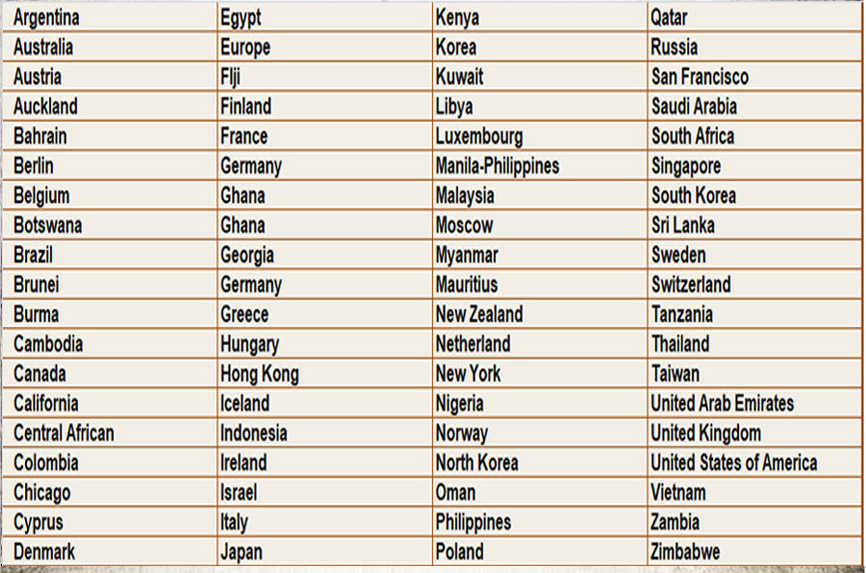 Argentina Egypt Kenya Qatar
Australia Europe Korea Russia
Austria FIji Kuwait San Francisco
Auckland Finland Libya Saudi Arabia
Bahrain France Luxembourg South Africa
Berlin Germany Manila-Philippines Singapore
Belgium Ghana Malaysia South Korea
Botswana Ghana Moscow Sri Lanka
Brazil Georgia Myanmar Sweden
Brunei Germany Mauritius Switzerland
Burma Greece New Zealand Tanzania
Cambodia Hungary Netherland Thailand
Canada Hong Kong New York Taiwan
California Iceland Nigeria United Arab Emirates
Central African Indonesia Norway United Kingdom
Colombia Ireland North Korea United States of America
Chicago Israel Oman Vietnam
Cyprus Italy Philippines Zambia
Denmark Japan Poland Zimbabwe